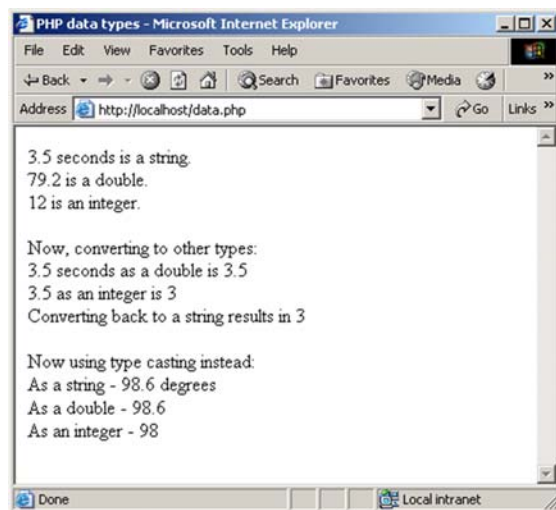 PHP data types - Microsoft Internet Explorer
File Edit View Favorites Tools Help
Back Search Favorites Media »
Address http://localhost/data.php Go Links »
3.5 seconds is a string.
79.2 is a double.
12 is an integer.
Now, converting to other types:
3.5 seconds as a double is 3.5
3.5 as an integer is 3
Converting back to a string results in 3
Now using type casting instead:
As a string - 98.6 degrees
As a double - 98.6
As an integer - 98
Done Local intranet